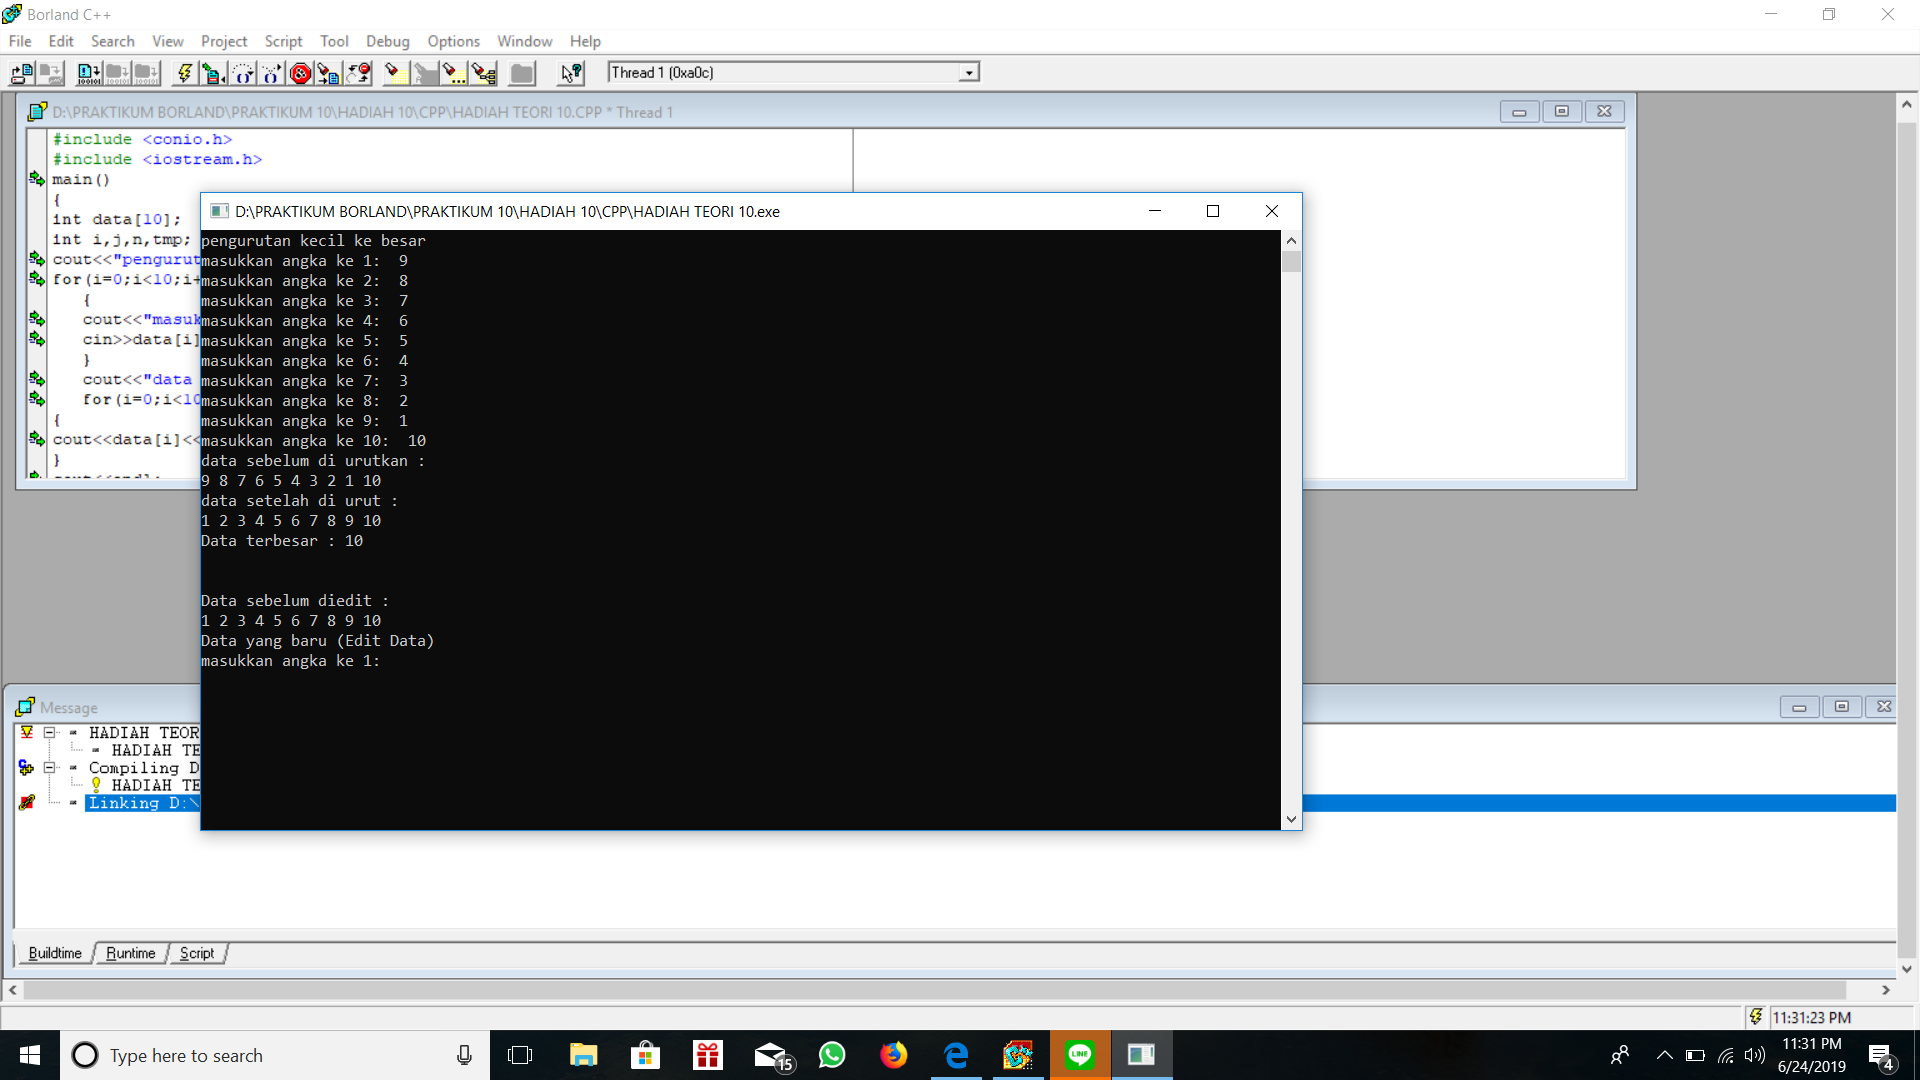 Borland C++
File Edit Search View Project Script Tool Debug Options Window Help
Thread 1 (0xa0c)
D:\PRAKTIKUM BORLAND\PRAKTIKUM 10\HADIAH 10\CPP\HADIAH TEORI 10.CPP * Thread 1
#include <conio.h>
#include <iostream.h>
main()
{
int data[10];
int i,j,n,tmp;
cout<<"pengurut
for(i=0;i<10;i+
{
cout<<"masuk
cin>>data[i]
}
cout<<"data
for(i=0;i<10
{
cout<<data[i]<<
}
D:\PRAKTIKUM BORLAND\PRAKTIKUM 10\HADIAH 10\CPP\HADIAH TEORI 10.exe
pengurutan kecil ke besar
masukkan angka ke 1:  9
masukkan angka ke 2:  8
masukkan angka ke 3:  7
masukkan angka ke 4:  6
masukkan angka ke 5:  5
masukkan angka ke 6:  4
masukkan angka ke 7:  3
masukkan angka ke 8:  2
masukkan angka ke 9:  1
masukkan angka ke 10:  10
data sebelum di urutkan :
9 8 7 6 5 4 3 2 1 10
data setelah di urut :
1 2 3 4 5 6 7 8 9 10
Data terbesar : 10
Data sebelum diedit :
1 2 3 4 5 6 7 8 9 10
Data yang baru (Edit Data)
masukkan angka ke 1:
Message
HADIAH TEOR
HADIAH TE
Compiling D
HADIAH TE
Linking D:\
Buildtime Runtime Script
11:31:23 PM
Type here to search
15
LINE
11:31 PM
6/24/2019
4